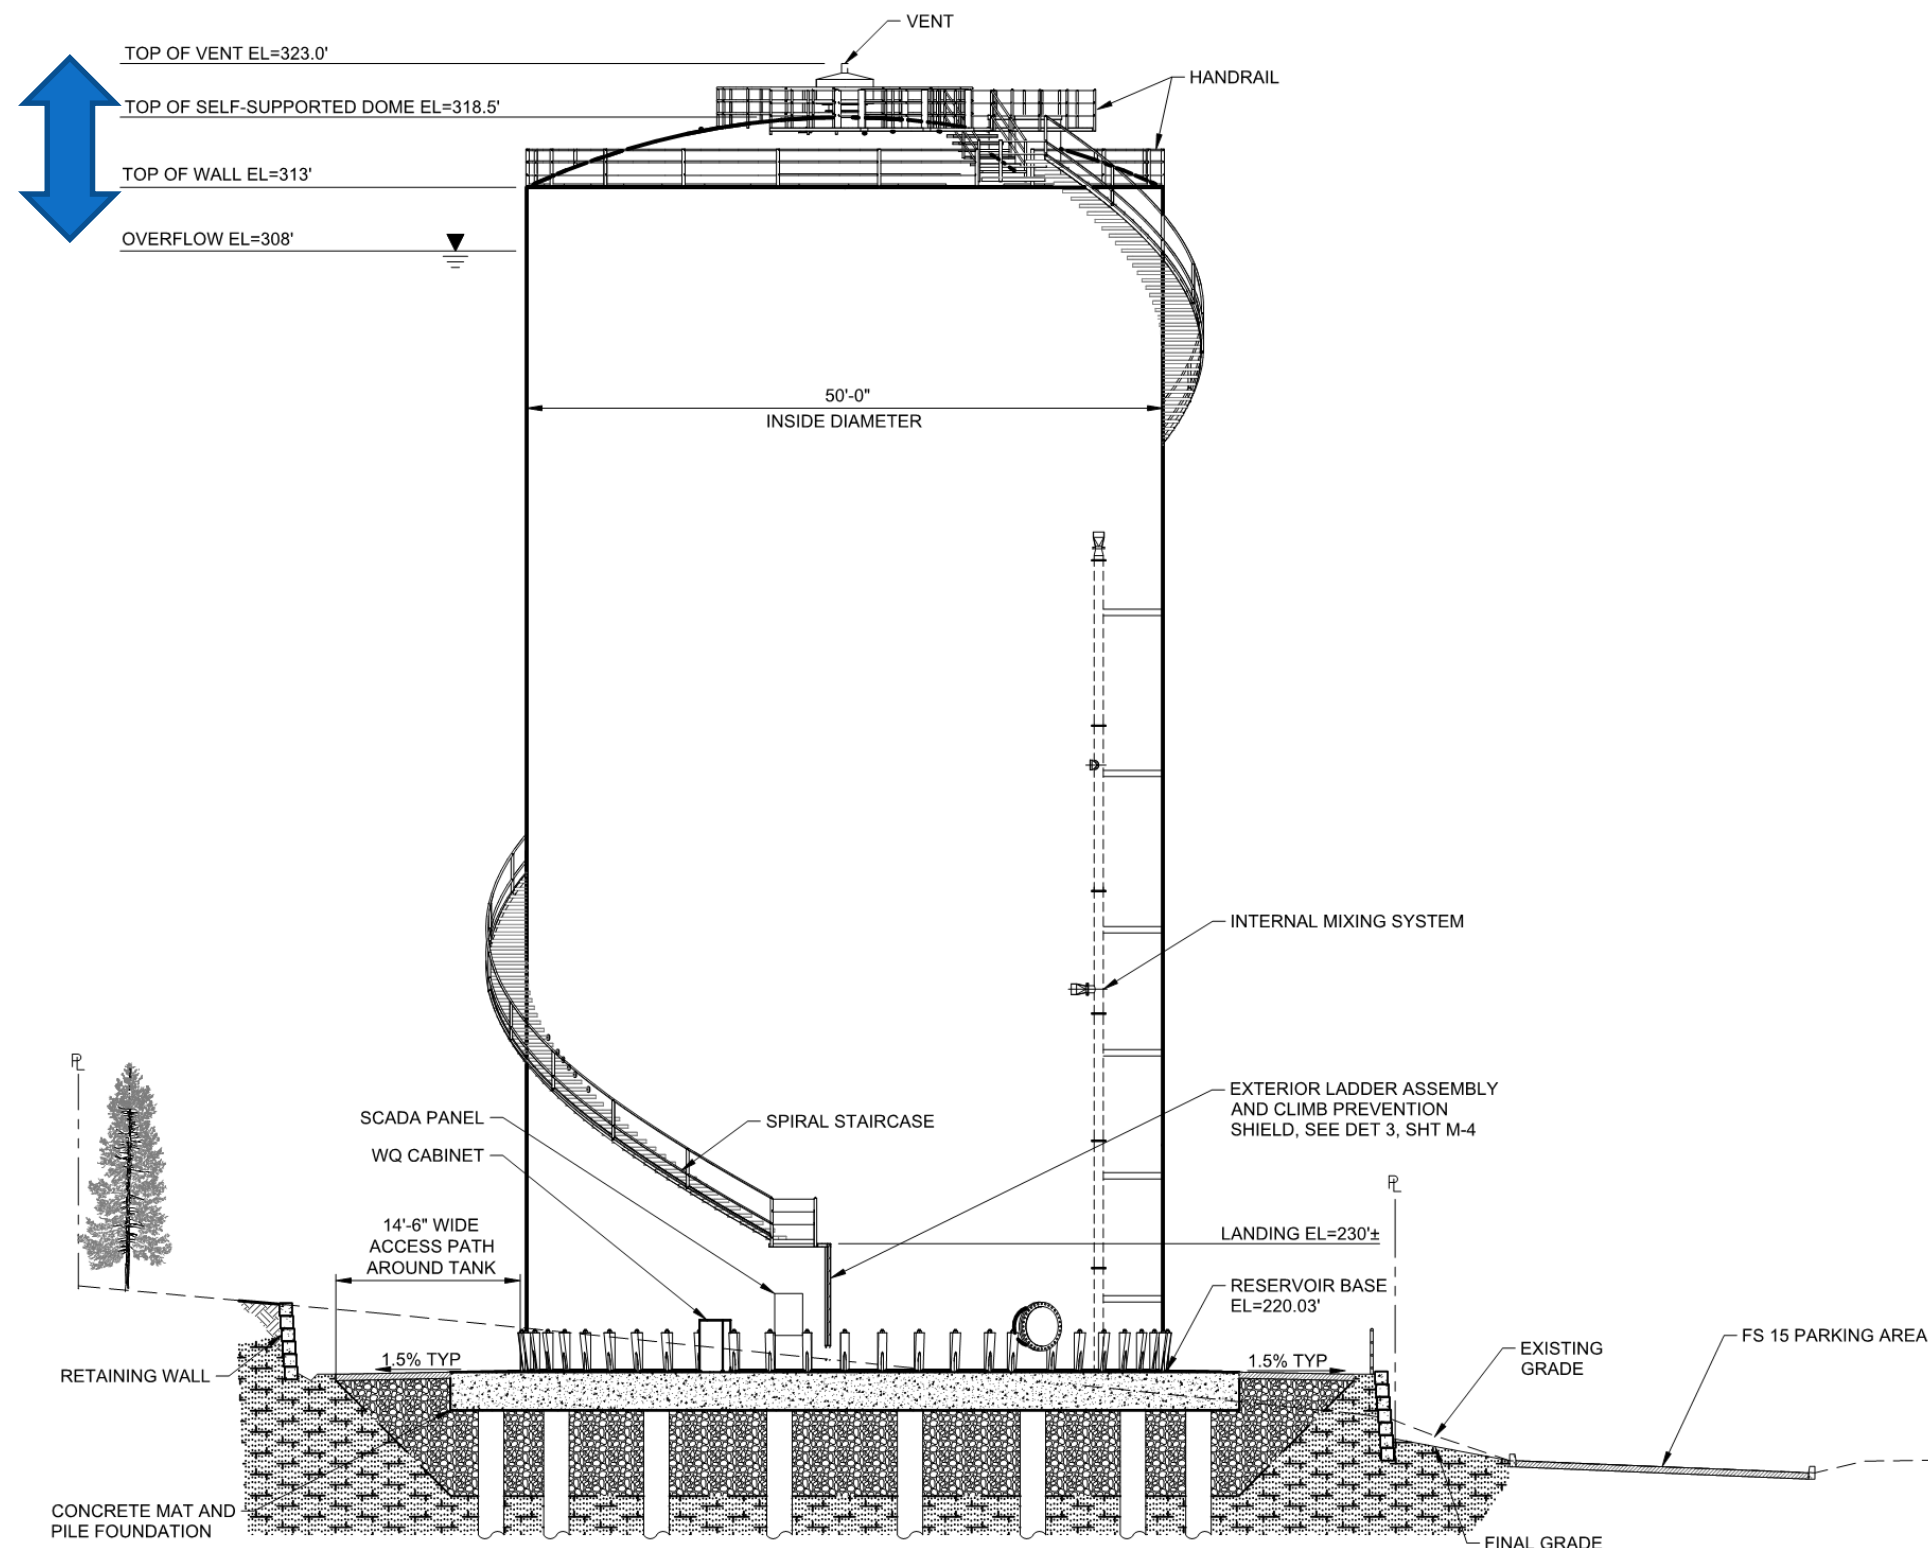 VENT
TOP OF VENT EL=323.0'
HANDRAIL
TOP OF SELF-SUPPORTED DOME EL=318.5'
TOP OF WALL EL=313'
OVERFLOW EL=308'
50'-0"
INSIDE DIAMETER
INTERNAL MIXING SYSTEM
PL
EXTERIOR LADDER ASSEMBLY
AND CLIMB PREVENTION
SHIELD, SEE DET 3, SHT M-4
SCADA PANEL
SPIRAL STAIRCASE
WQ CABINET
PL
14'-6" WIDE
ACCESS PATH
AROUND TANK
LANDING EL=230'±
RESERVOIR BASE
EL=220.03'
FS 15 PARKING AREA
EXISTING
GRADE
1.5% TYP
1.5% TYP
RETAINING WALL
CONCRETE MAT AND
PILE FOUNDATION
FINAL GRADE